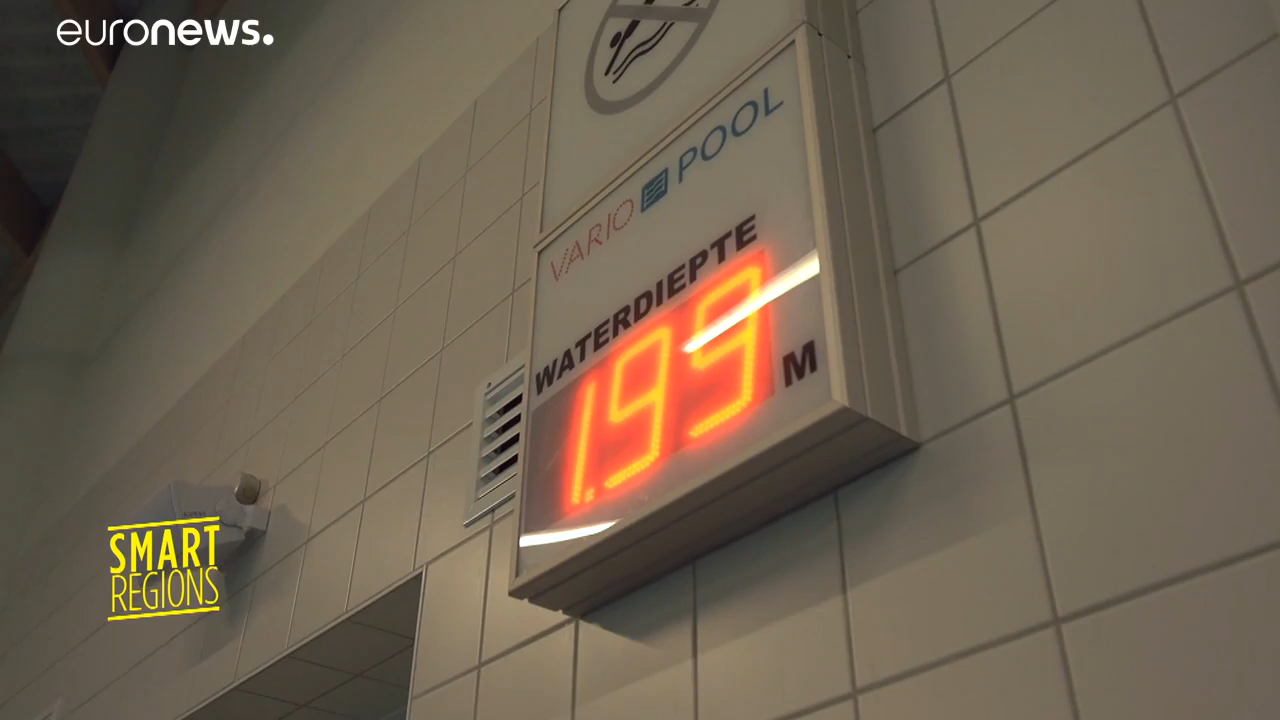 euronews.
VARIO POOL
WATERDIEPTE
1.99 M
SMART
REGIONS